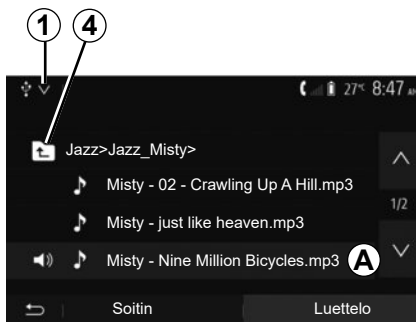 1 4
27°C 8:47 AM
Jazz>Jazz_Misty>
Misty - 02 - Crawling Up A Hill.mp3
Misty - just like heaven.mp3
1/2
Misty - Nine Million Bicycles.mp3 A
Soitin Luettelo